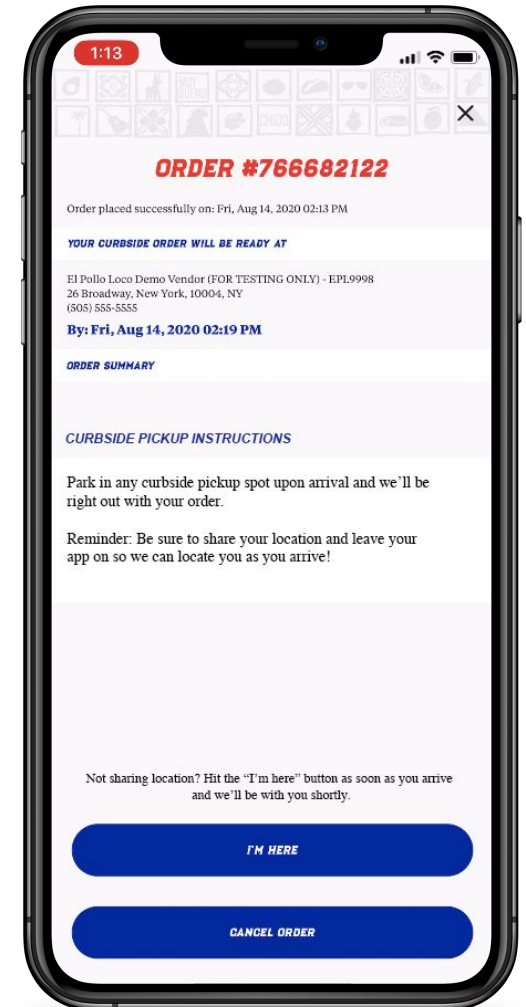 1:13
MUY
BUENO
CHIDO
ORDER #766682122
Order placed successfully on: Fri, Aug 14, 2020 02:13 PM
YOUR CURBSIDE ORDER WILL BE READY AT
El Pollo Loco Demo Vendor (FOR TESTING ONLY) - EPL9998
26 Broadway, New York, 10004, NY
(505) 555-5555
By: Fri, Aug 14, 2020 02:19 PM
ORDER SUMMARY
CURBSIDE PICKUP INSTRUCTIONS
Park in any curbside pickup spot upon arrival and we’ll be
right out with your order.
Reminder: Be sure to share your location and leave your
app on so we can locate you as you arrive!
Not sharing location? Hit the “I’m here” button as soon as you arrive
and we’ll be with you shortly.
I'M HERE
CANCEL ORDER